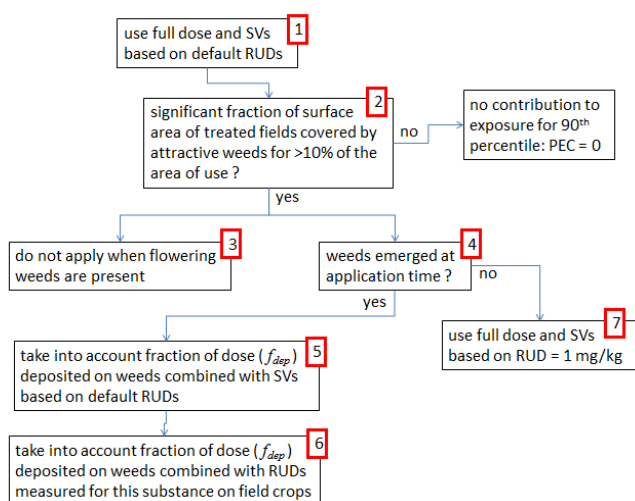 1
use full dose and SVs
based on default RUDs
2
significant fraction of surface
area of treated fields covered by
attractive weeds for >10% of the
area of use ?
no
no contribution to
exposure for 90th
percentile: PEC = 0
yes
3
do not apply when flowering
weeds are present
4
weeds emerged at
application time ?
no
yes
7
use full dose and SVs
based on RUD = 1 mg/kg
5
take into account fraction of dose (fdep)
deposited on weeds combined with SVs
based on default RUDs
6
take into account fraction of dose (fdep)
deposited on weeds combined with RUDs
measured for this substance on field crops